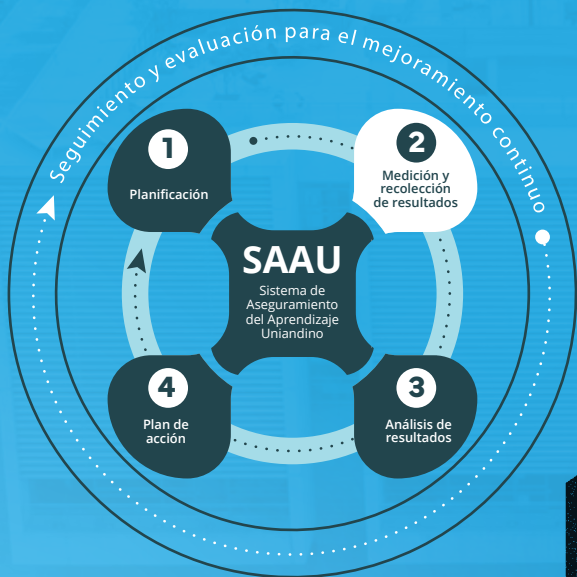 Seguimiento y evaluación para el mejoramiento continuo
1
Planificación
2
Medición y
recolección
de resultados
SAAU
Sistema de
Aseguramiento
del Aprendizaje
Uniandino
4
Plan de
acción
3
Análisis de
resultados